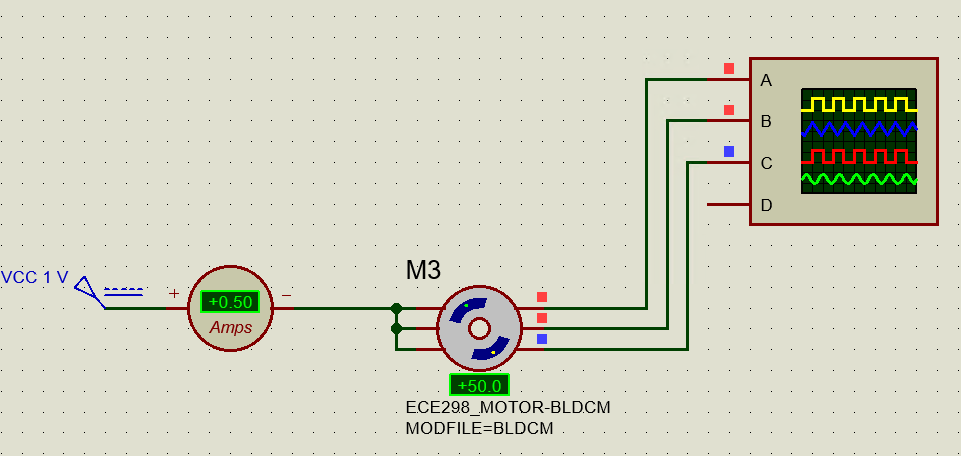 A
B
C
D
M3
VCC 1 V
+
+0.50
−
Amps
+50.0
ECE298_MOTOR-BLDCM
MODFILE=BLDCM